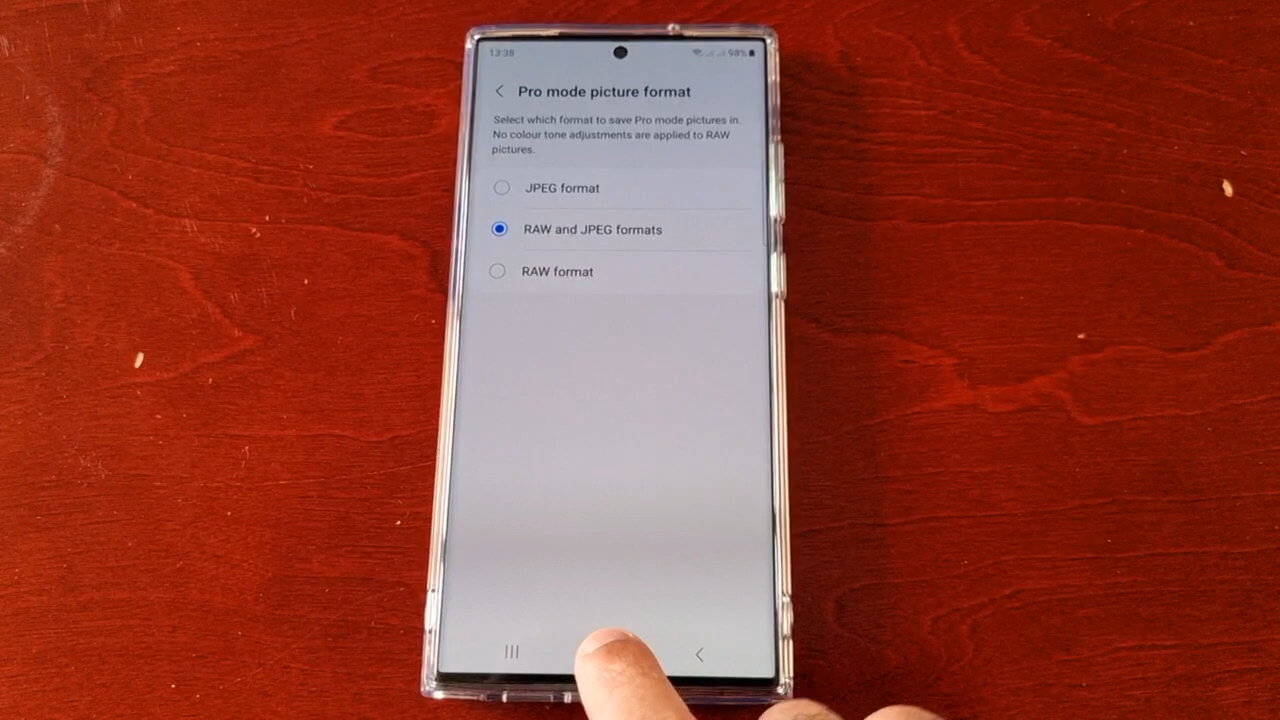 13:38
98%
Pro mode picture format
Select which format to save Pro mode pictures in.
No colour tone adjustments are applied to RAW
pictures.
JPEG format
RAW and JPEG formats
RAW format